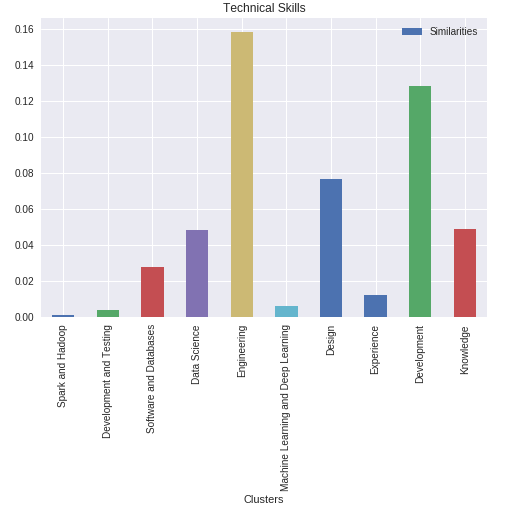 Technical Skills
Similarities
0.16
0.14
0.12
0.10
0.08
0.06
0.04
0.02
0.00
Spark and Hadoop
Development and Testing
Software and Databases
Data Science
Engineering
Machine Learning and Deep Learning
Design
Experience
Development
Knowledge
Clusters